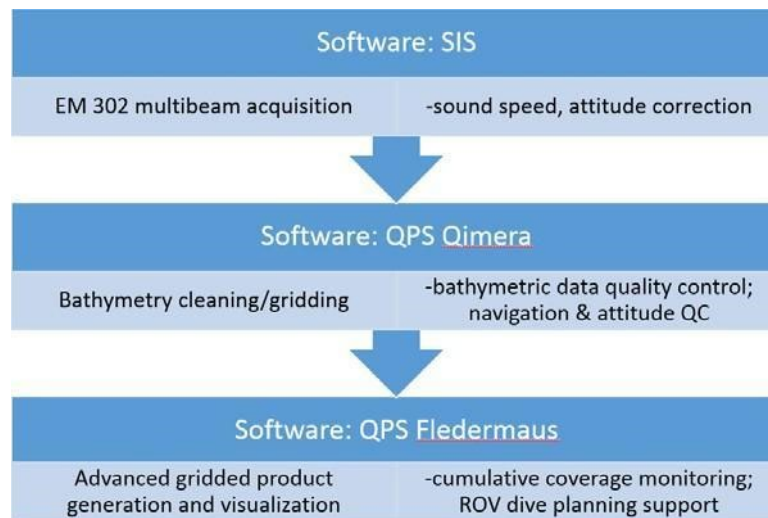 Software: SIS
EM 302 multibeam acquisition
-sound speed, attitude correction
Software: QPS Qimera
Bathymetry cleaning/gridding
-bathymetric data quality control;
navigation & attitude QC
Software: QPS Fledermaus
Advanced gridded product
generation and visualization
-cumulative coverage monitoring;
ROV dive planning support